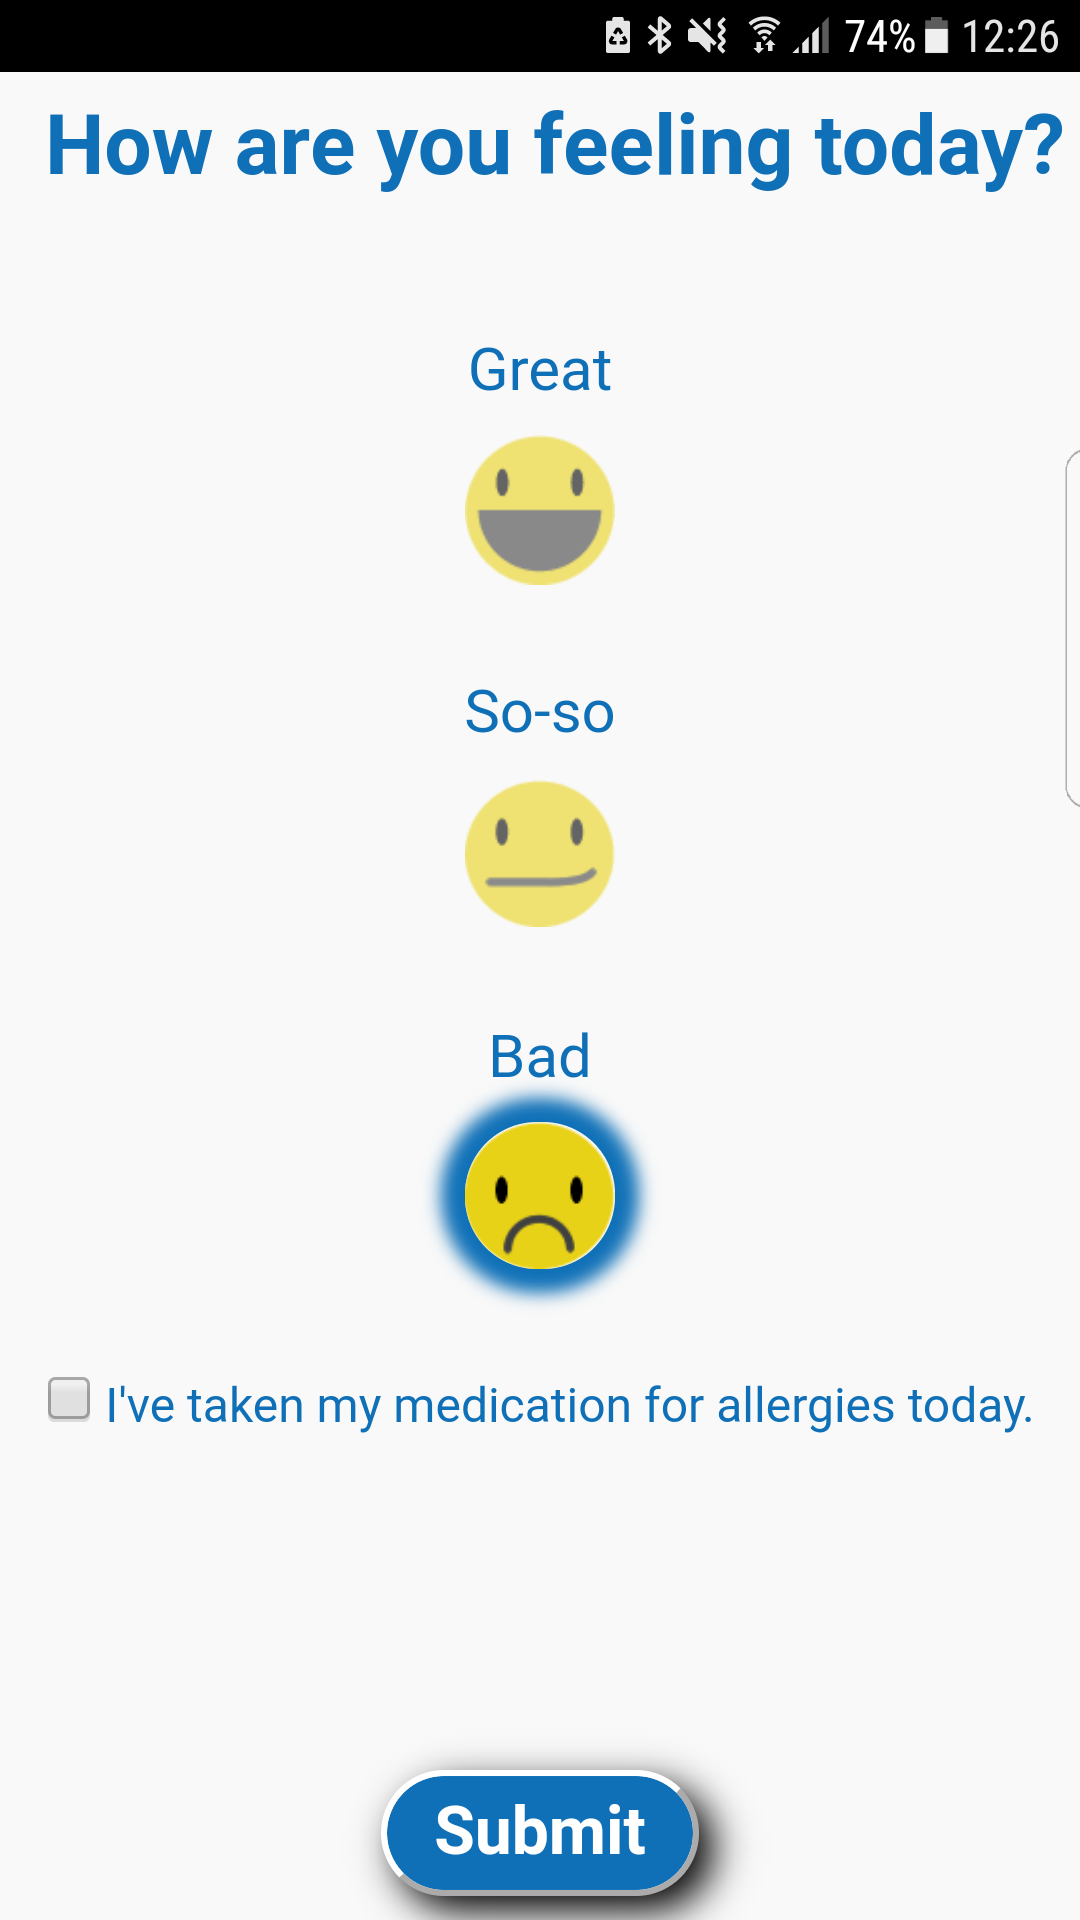 74% 12:26
How are you feeling today?
Great
So-so
Bad
I've taken my medication for allergies today.
Submit